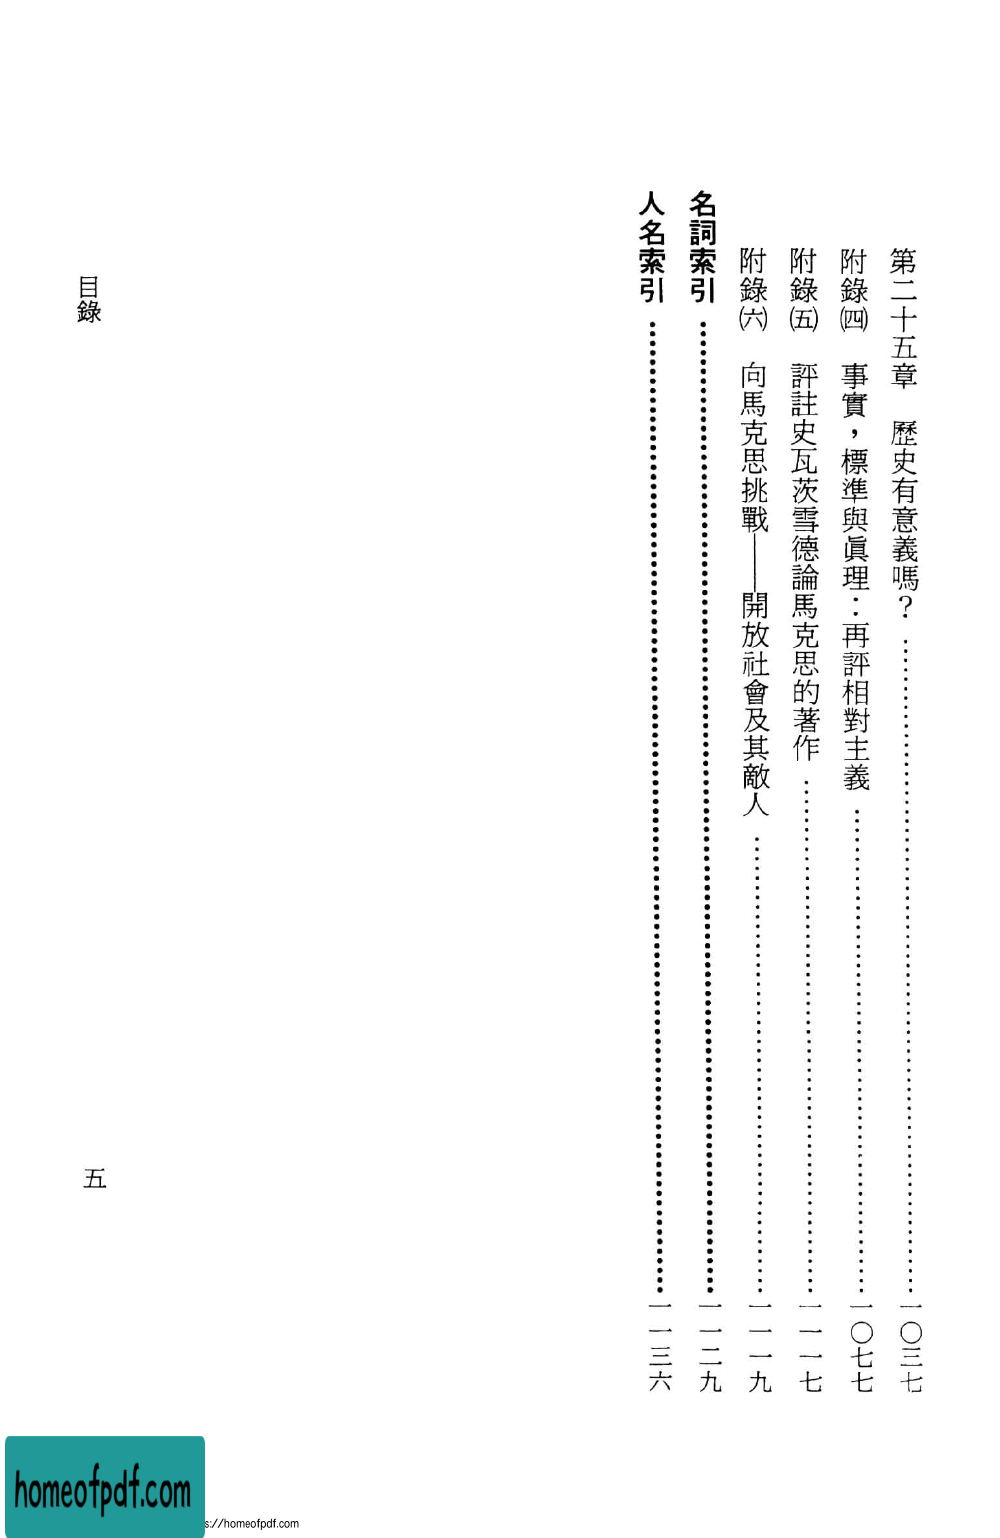 第二十五章　歷史有意義嗎？……一〇三七
附錄㈣　事實，標準與眞理：再評相對主義……一〇七七
附錄㈤　評註史瓦茨雪德論馬克思的著作……一一一七
附錄㈥　向馬克思挑戰——開放社會及其敵人……一一一九
名詞索引……一一二九
人名索引……一一三六
目錄
五
homeofpdf.com
s://homeofpdf.com